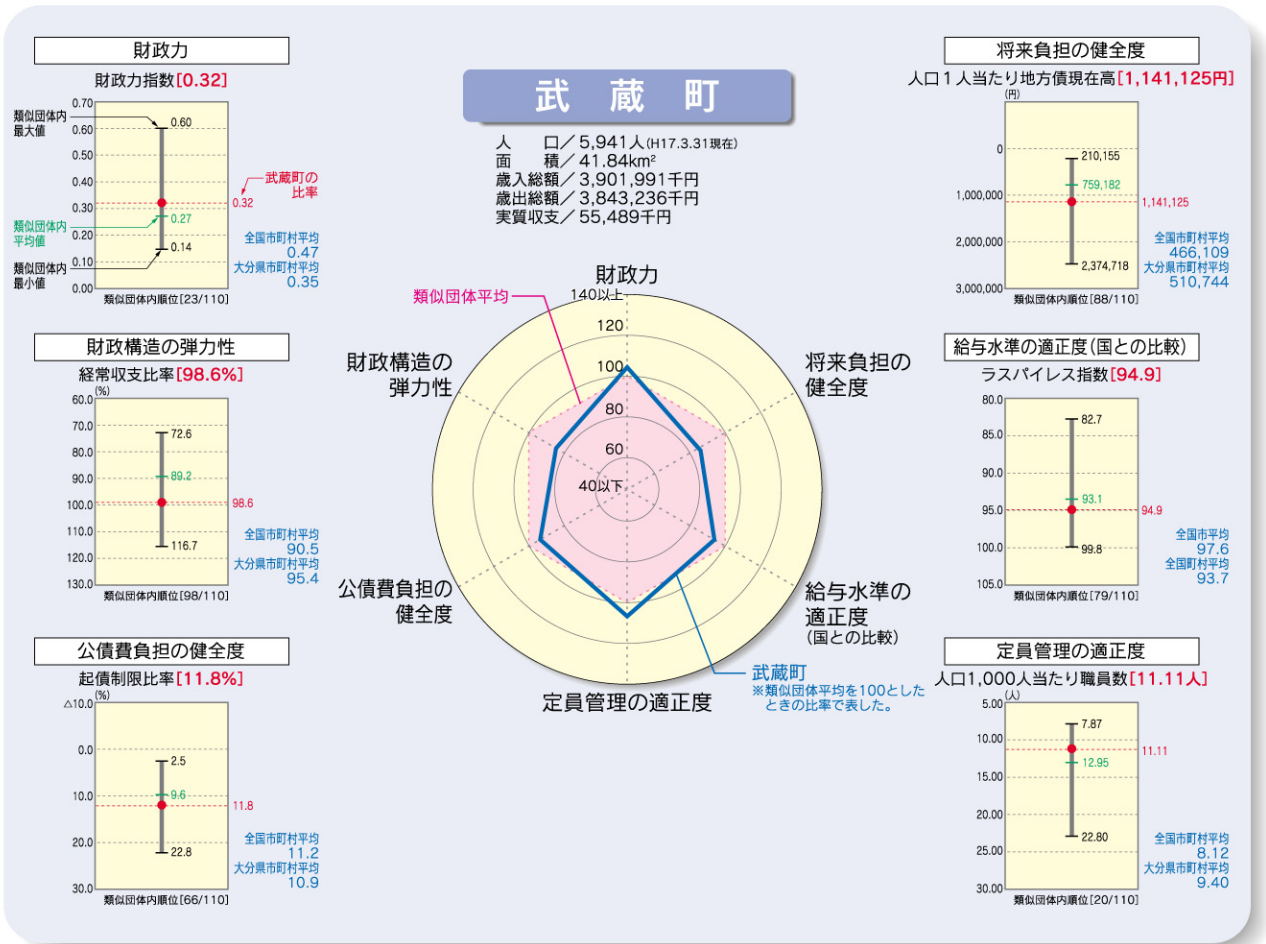 武蔵町
人　　口／5,941人(H17.3.31現在)
面　　積／41.84km²
歳入総額／3,901,991千円
歳出総額／3,843,236千円
実質収支／55,489千円
財政力
財政力指数[0.32]
0.70
0.60
0.50
0.40
0.30
0.20
0.10
0.00
類似団体内
最大値
0.60
武蔵町の
比率
0.32
類似団体内
平均値
0.27
類似団体内
最小値
0.14
全国市町村平均
0.47
大分県市町村平均
0.35
類似団体内順位[23/110]
財政構造の弾力性
経常収支比率[98.6%]
(%)
60.0
70.0
80.0
90.0
100.0
110.0
120.0
130.0
72.6
89.2
98.6
116.7
全国市町村平均
90.5
大分県市町村平均
95.4
類似団体内順位[98/110]
公債費負担の健全度
起債制限比率[11.8%]
(%)
△10.0
0.0
10.0
20.0
30.0
2.5
9.6
11.8
22.8
全国市町村平均
11.2
大分県市町村平均
10.9
類似団体内順位[66/110]
類似団体平均
財政力
140以上
120
100
80
60
40以下
財政構造の
弾力性
将来負担の
健全度
公債費負担の
健全度
給与水準の
適正度
(国との比較)
定員管理の適正度
武蔵町
※類似団体平均を100とした
ときの比率で表した。
将来負担の健全度
人口1人当たり地方債現在高[1,141,125円]
(円)
0
1,000,000
2,000,000
3,000,000
210,155
759,182
1,141,125
2,374,718
全国市町村平均
466,109
大分県市町村平均
510,744
類似団体内順位[88/110]
給与水準の適正度(国との比較)
ラスパイレス指数[94.9]
80.0
85.0
90.0
95.0
100.0
105.0
82.7
93.1
94.9
99.8
全国市平均
97.6
全国町村平均
93.7
類似団体内順位[79/110]
定員管理の適正度
人口1,000人当たり職員数[11.11人]
(人)
5.00
10.00
15.00
20.00
25.00
30.00
7.87
11.11
12.95
22.80
全国市町村平均
8.12
大分県市町村平均
9.40
類似団体内順位[20/110]